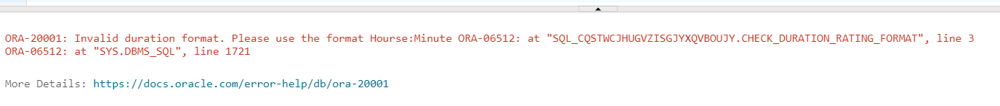 ORA-20001: Invalid duration format. Please use the format Hourse:Minute ORA-06512: at "SQL_CQSTWCJHUGVZISGJYXQVBOUJY.CHECK_DURATION_RATING_FORMAT", line 3
ORA-06512: at "SYS.DBMS_SQL", line 1721
More Details: https://docs.oracle.com/error-help/db/ora-20001